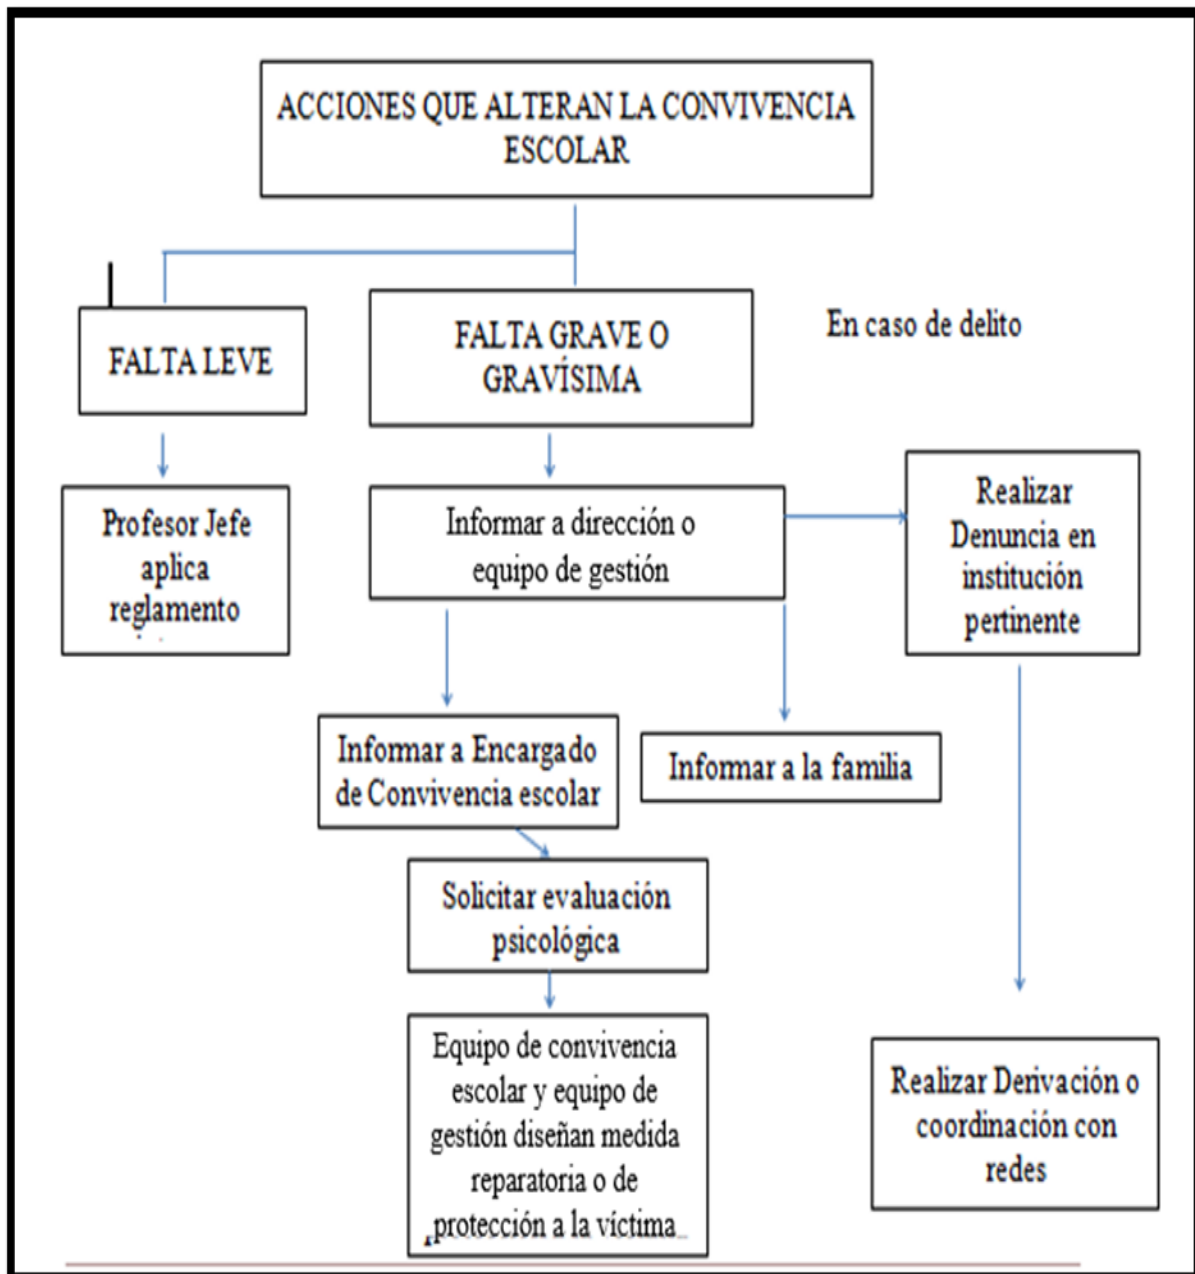 ACCIONES QUE ALTERAN LA CONVIVENCIA
ESCOLAR
FALTA LEVE
FALTA GRAVE O
GRAVÍSIMA
En caso de delito
Profesor Jefe
aplica
reglamento
Informar a dirección o
equipo de gestión
Realizar
Denuncia en
institución
pertinente
Informar a Encargado
de Convivencia escolar
Informar a la familia
Solicitar evaluación
psicológica
Equipo de convivencia
escolar y equipo de
gestión diseñan medida
reparatoria o de
protección a la víctima
Realizar Derivación o
coordinación con
redes